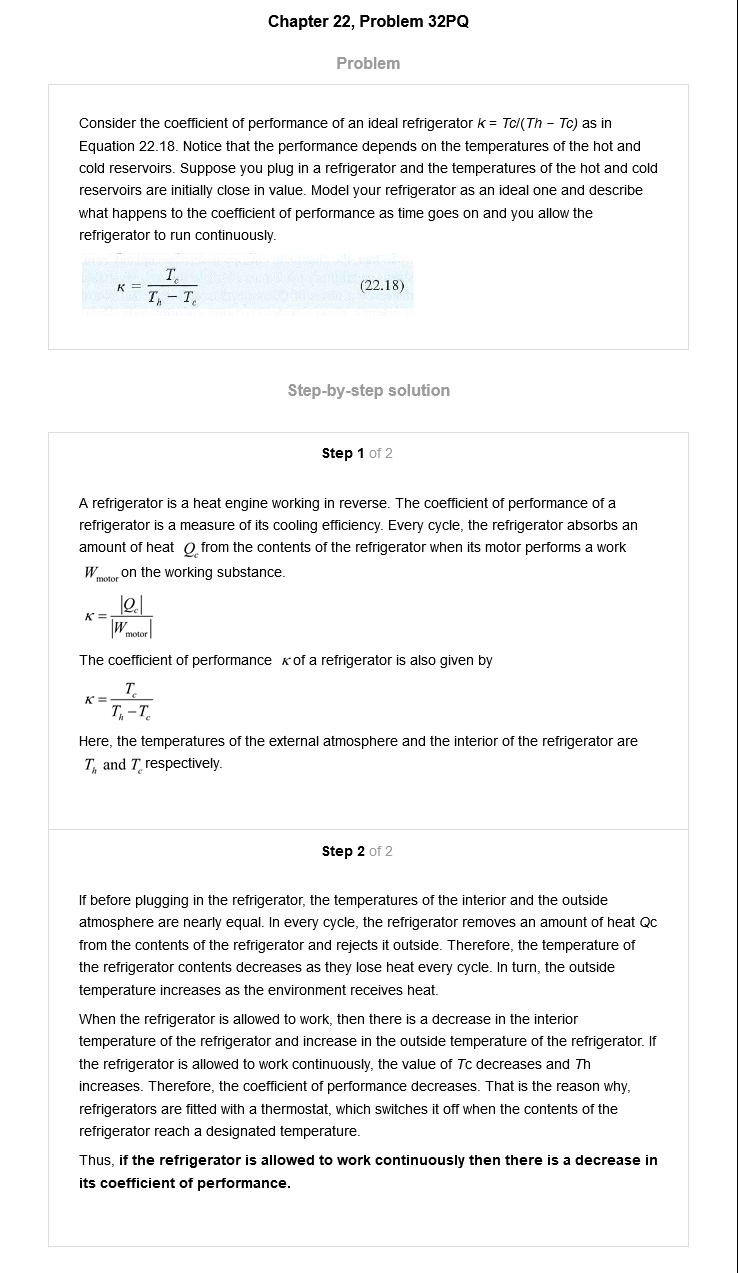 Chapter 22, Problem 32PQ
Problem
Consider the coefficient of performance of an ideal refrigerator κ = Tc/(Th − Tc) as in
Equation 22.18. Notice that the performance depends on the temperatures of the hot and
cold reservoirs. Suppose you plug in a refrigerator and the temperatures of the hot and cold
reservoirs are initially close in value. Model your refrigerator as an ideal one and describe
what happens to the coefficient of performance as time goes on and you allow the
refrigerator to run continuously.
κ = T_c / (T_h − T_c) (22.18)
Step-by-step solution
Step 1 of 2
A refrigerator is a heat engine working in reverse. The coefficient of performance of a
refrigerator is a measure of its cooling efficiency. Every cycle, the refrigerator absorbs an
amount of heat Q_c from the contents of the refrigerator when its motor performs a work
W_motor on the working substance.
κ = |Q_c| / |W_motor|
The coefficient of performance κ of a refrigerator is also given by
κ = T_c / (T_h − T_c)
Here, the temperatures of the external atmosphere and the interior of the refrigerator are
T_h and T_c respectively.
Step 2 of 2
If before plugging in the refrigerator, the temperatures of the interior and the outside
atmosphere are nearly equal. In every cycle, the refrigerator removes an amount of heat Qc
from the contents of the refrigerator and rejects it outside. Therefore, the temperature of
the refrigerator contents decreases as they lose heat every cycle. In turn, the outside
temperature increases as the environment receives heat.
When the refrigerator is allowed to work, then there is a decrease in the interior
temperature of the refrigerator and increase in the outside temperature of the refrigerator. If
the refrigerator is allowed to work continuously, the value of Tc decreases and Th
increases. Therefore, the coefficient of performance decreases. That is the reason why,
refrigerators are fitted with a thermostat, which switches it off when the contents of the
refrigerator reach a designated temperature.
Thus, if the refrigerator is allowed to work continuously then there is a decrease in
its coefficient of performance.